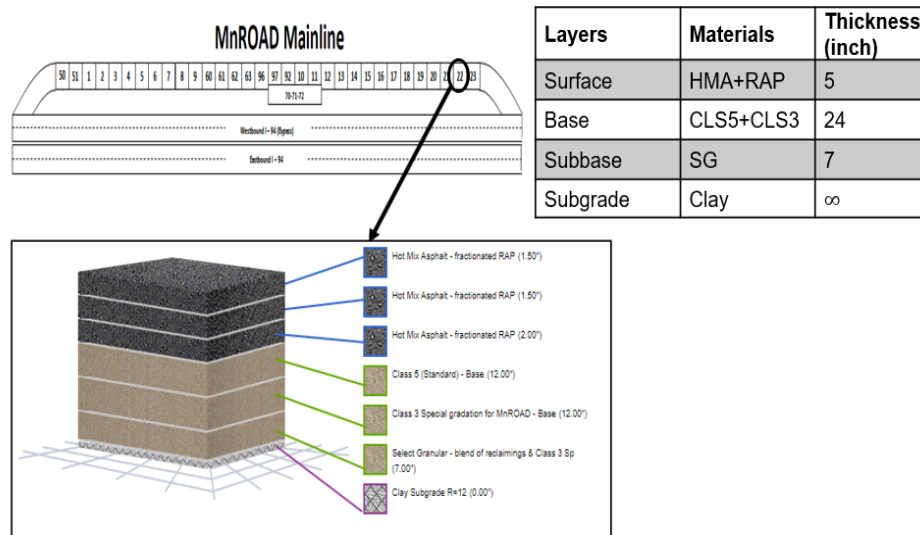 MnROAD Mainline
50 51 1 2 3 4 5 6 7 8 9 60 61 62 63 96 97 92 10 11 12 13 14 15 16 17 18 19 20 21 22 23
70-71-72
Westbound I-94 (Bypass)
Eastbound I-94
Layers Materials Thickness (inch)
Surface HMA+RAP 5
Base CLS5+CLS3 24
Subbase SG 7
Subgrade Clay ∞
Hot Mix Asphalt - fractionated RAP (1.50")
Hot Mix Asphalt - fractionated RAP (1.50")
Hot Mix Asphalt - fractionated RAP (2.00")
Class 5 (Standard) - Base (12.00")
Class 3 Special gradation for MnROAD - Base (12.00")
Select Granular - blend of reclaimings & Class 3 Sp
(7.00")
Clay Subgrade R=12 (0.00")